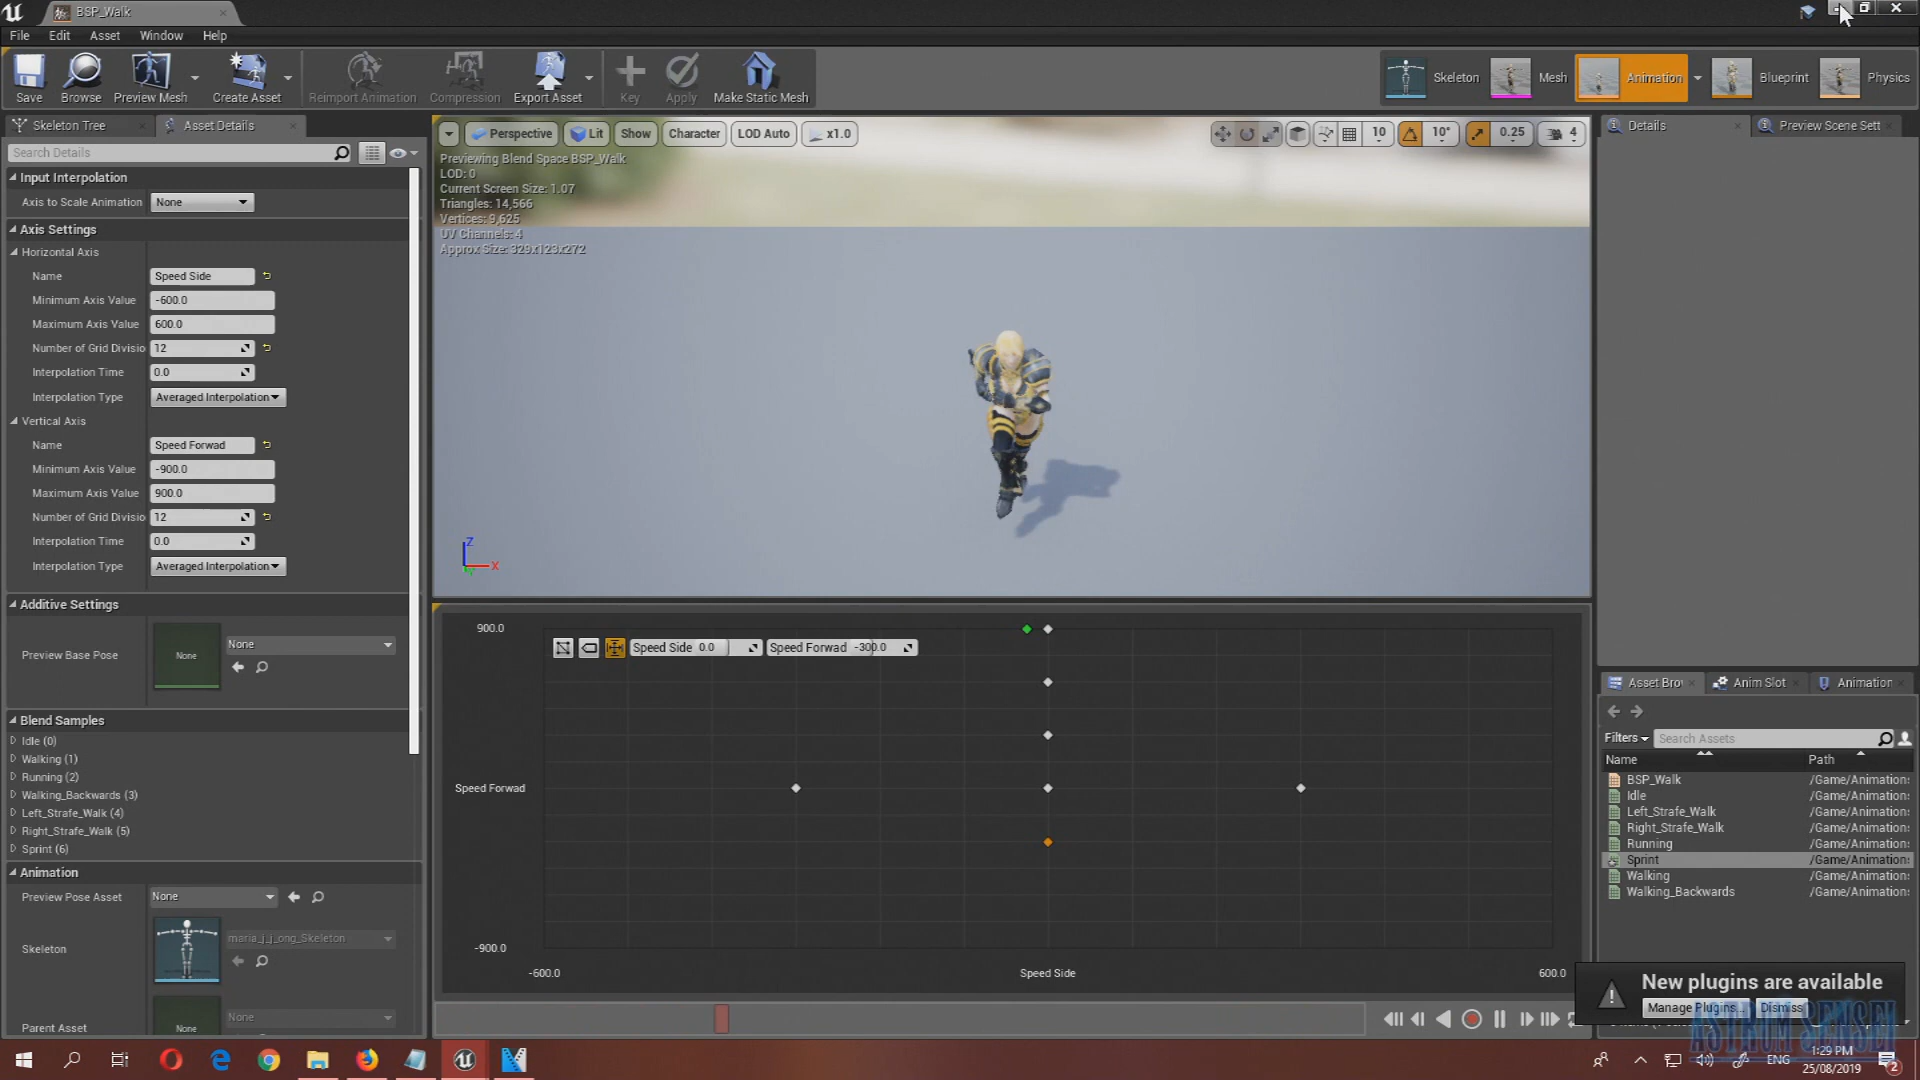 BSP_Walk
File Edit Asset Window Help
Save Browse Preview Mesh Create Asset Reimport Animation Compression Export Asset Key Apply Make Static Mesh
Skeleton Mesh Animation Blueprint Physics
Skeleton Tree Asset Details
Search Details
Input Interpolation
Axis to Scale Animation None
Axis Settings
Horizontal Axis
Name Speed Side
Minimum Axis Value -600.0
Maximum Axis Value 600.0
Number of Grid Divisio 12
Interpolation Time 0.0
Interpolation Type Averaged Interpolation
Vertical Axis
Name Speed Forwad
Minimum Axis Value -900.0
Maximum Axis Value 900.0
Number of Grid Divisio 12
Interpolation Time 0.0
Interpolation Type Averaged Interpolation
Additive Settings
Preview Base Pose None None
Blend Samples
Idle (0)
Walking (1)
Running (2)
Walking_Backwards (3)
Left_Strafe_Walk (4)
Right_Strafe_Walk (5)
Sprint (6)
Animation
Preview Pose Asset None
Skeleton maria_j_j_ong_Skeleton
Parent Asset None None
Perspective Lit Show Character LOD Auto x1.0
10 10° 0.25 4
Previewing Blend Space BSP_Walk
LOD: 0
Current Screen Size: 1.07
Triangles: 14,566
Vertices: 9,625
UV Channels: 4
Approx Size: 329x123x272
Z
X
900.0
Speed Side 0.0 Speed Forwad -300.0
Speed Forwad
-900.0
-600.0 Speed Side 600.0
Details Preview Scene Sett
Asset Bro Anim Slot Animation
Filters Search Assets
Name Path
BSP_Walk /Game/Animation
Idle /Game/Animation
Left_Strafe_Walk /Game/Animation
Right_Strafe_Walk /Game/Animation
Running /Game/Animation
Sprint /Game/Animation
Walking /Game/Animation
Walking_Backwards /Game/Animation
New plugins are available
Manage Plugins... Dismiss
ASTRUM SENSEI
ENG
1:29 PM
25/08/2019
2